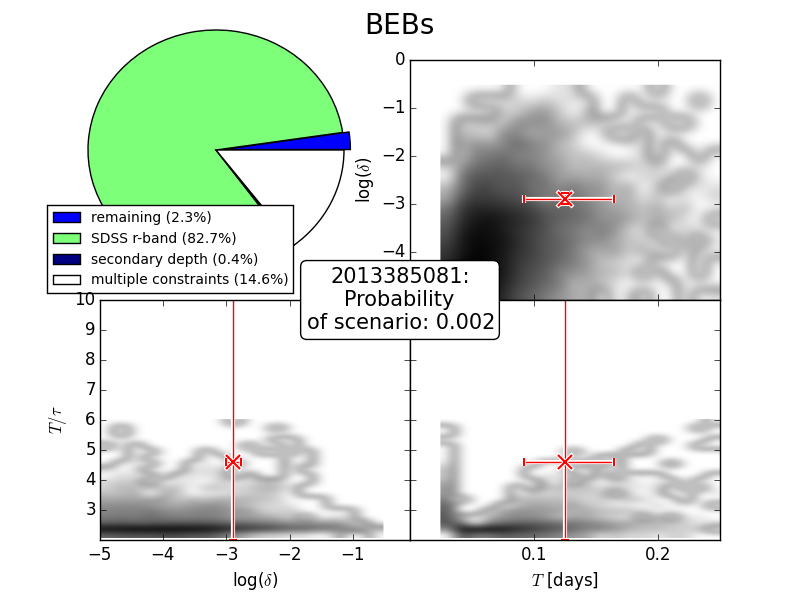 BEBs
remaining (2.3%)
SDSS r-band (82.7%)
secondary depth (0.4%)
multiple constraints (14.6%)
0
−1
−2
−3
−4
log(δ)
2013385081:
Probability
of scenario: 0.002
10
9
8
7
6
5
4
3
T/τ
−5 −4 −3 −2 −1
log(δ)
0.1 0.2
T [days]